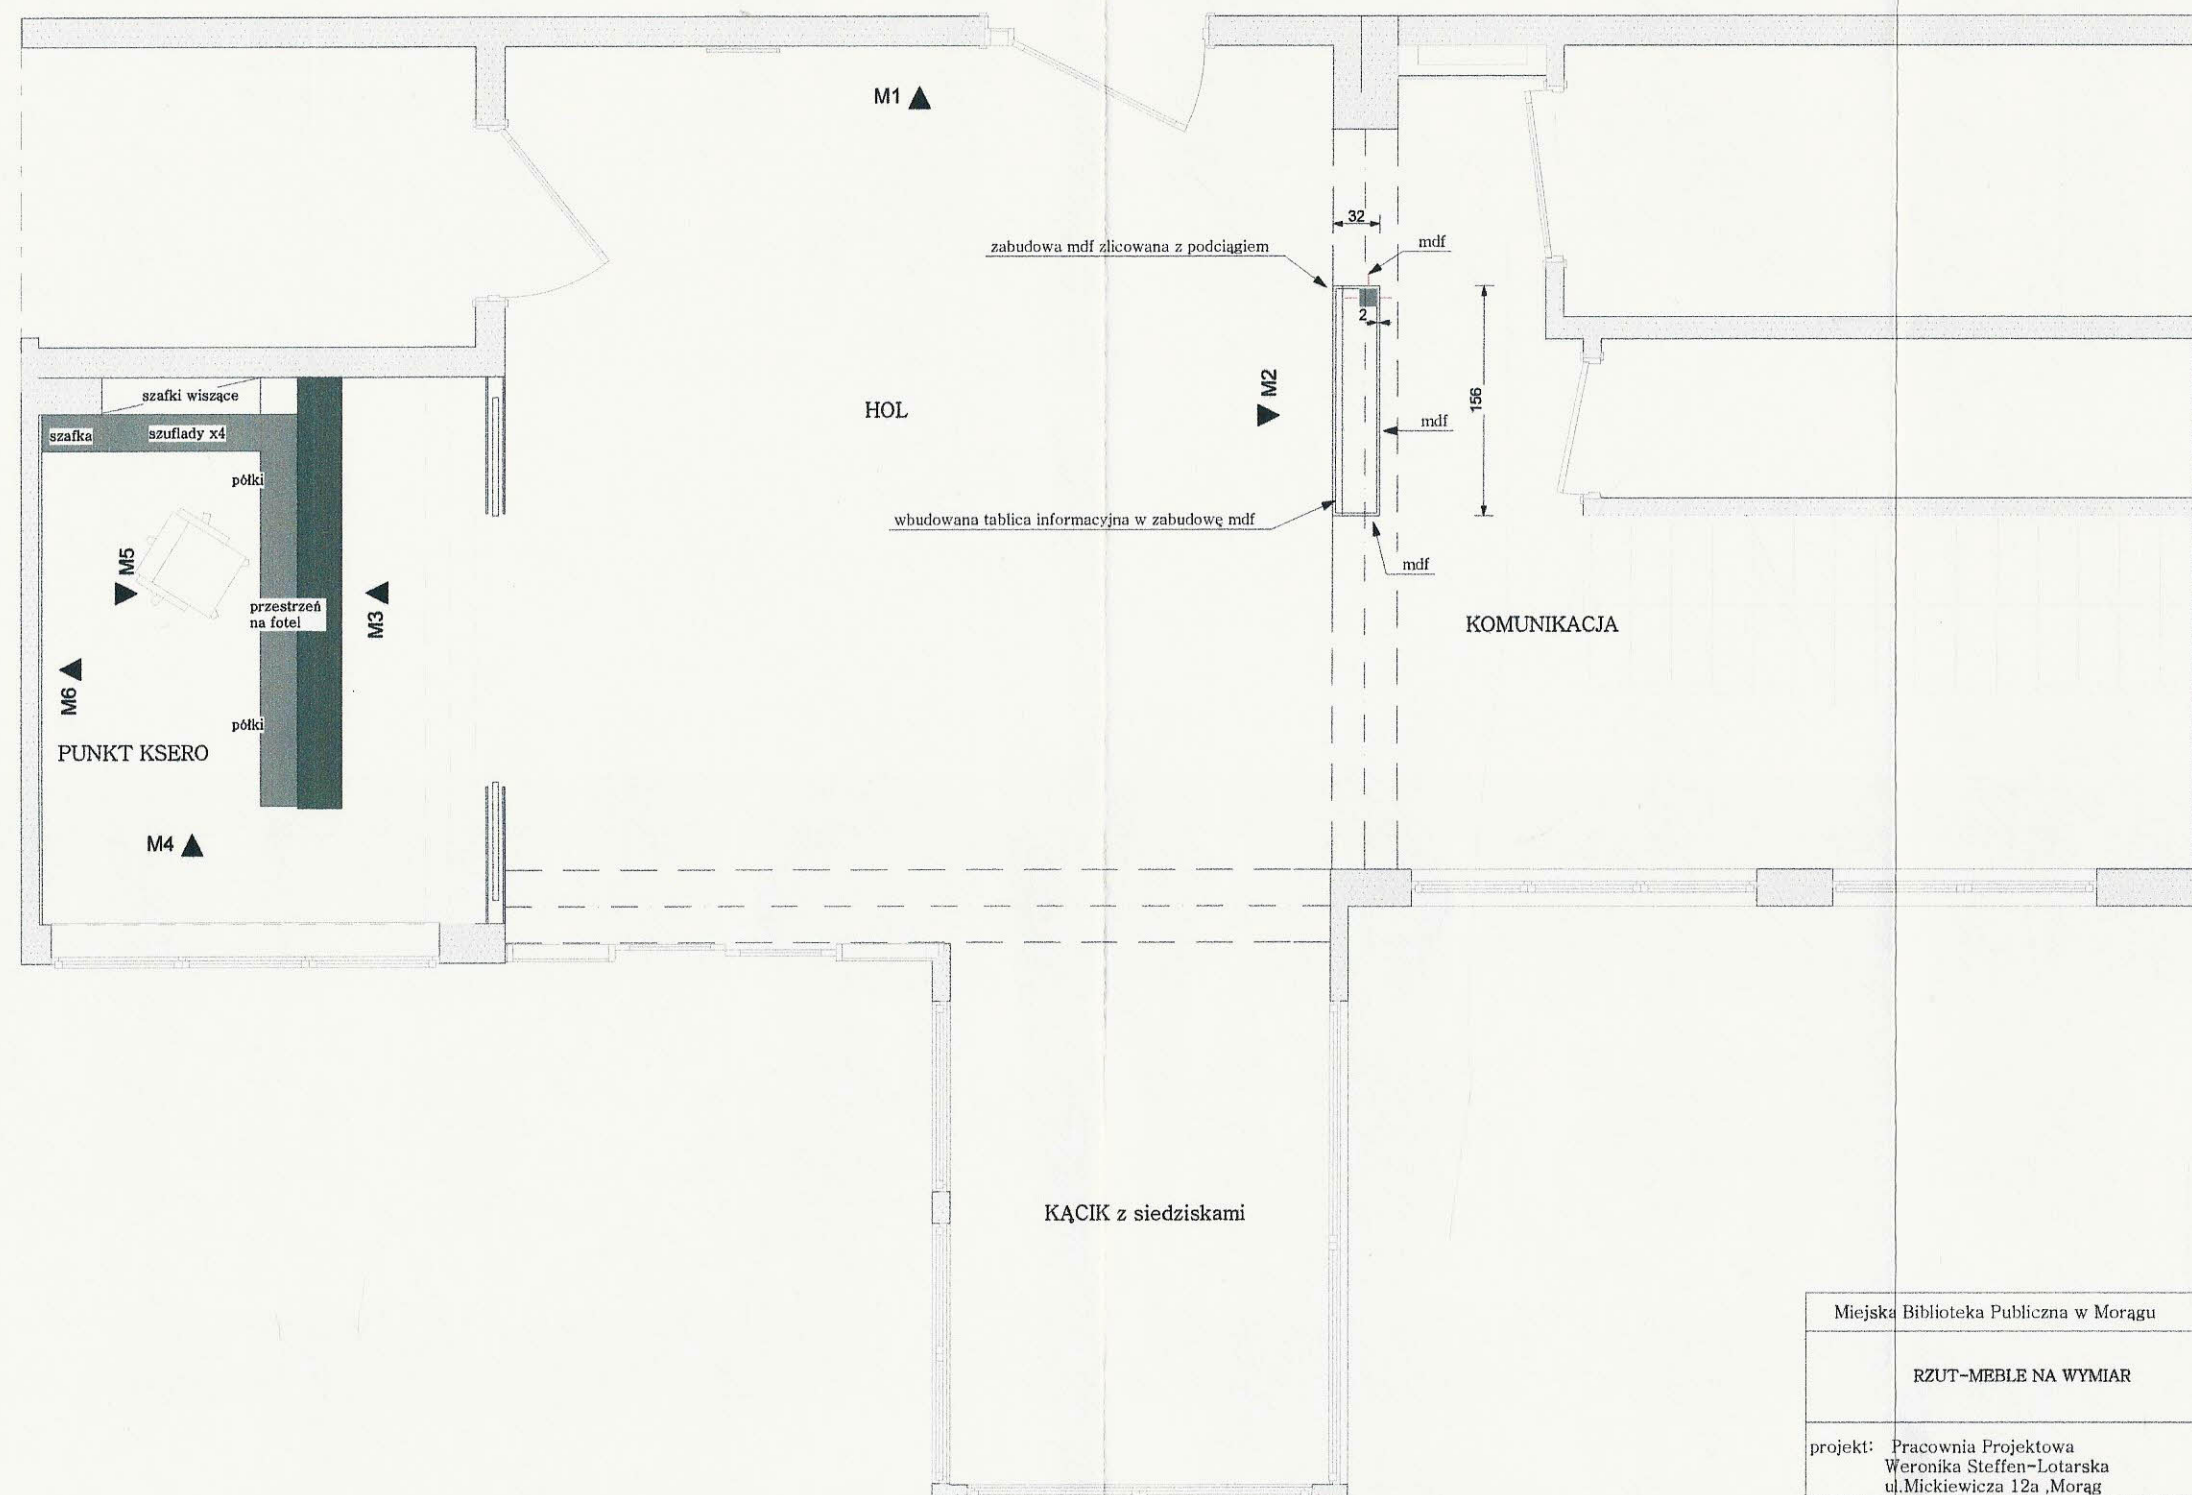 M1
32
zabudowa mdf zlicowana z podciągiem
mdf
2
szafki wiszące
szafka
szuflady x4
HOL
M2
156
mdf
półki
wbudowana tablica informacyjna w zabudowę mdf
M5
mdf
przestrzeń
na fotel
M3
KOMUNIKACJA
M6
półki
PUNKT KSERO
M4
KĄCIK z siedziskami
Miejska Biblioteka Publiczna w Morągu
RZUT-MEBLE NA WYMIAR
projekt: Pracownia Projektowa
Weronika Steffen-Lotarska
ul.Mickiewicza 12a ,Morąg